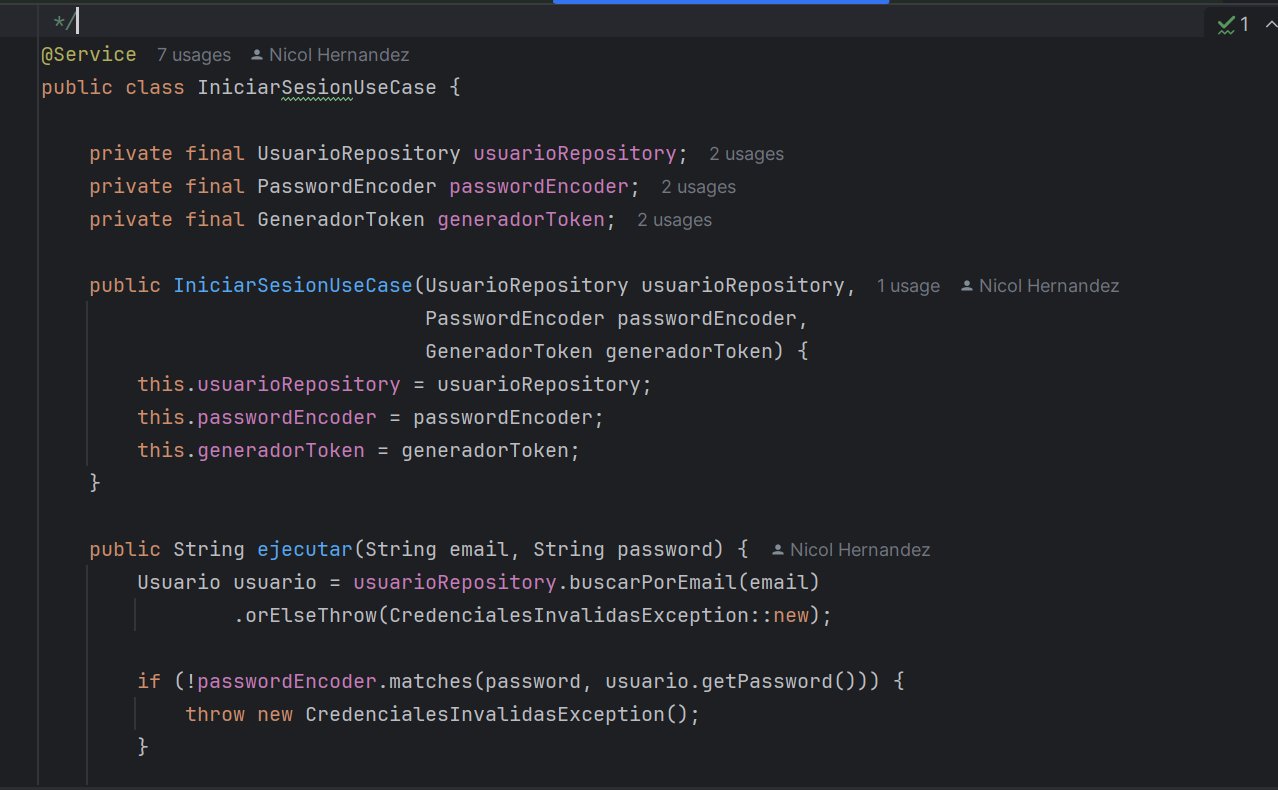 */
1
@Service 7 usages Nicol Hernandez
public class IniciarSesionUseCase {
private final UsuarioRepository usuarioRepository; 2 usages
private final PasswordEncoder passwordEncoder; 2 usages
private final GeneradorToken generadorToken; 2 usages
public IniciarSesionUseCase(UsuarioRepository usuarioRepository, 1 usage Nicol Hernandez
PasswordEncoder passwordEncoder,
GeneradorToken generadorToken) {
this.usuarioRepository = usuarioRepository;
this.passwordEncoder = passwordEncoder;
this.generadorToken = generadorToken;
}
public String ejecutar(String email, String password) { Nicol Hernandez
Usuario usuario = usuarioRepository.buscarPorEmail(email)
.orElseThrow(CredencialesInvalidasException::new);
if (!passwordEncoder.matches(password, usuario.getPassword())) {
throw new CredencialesInvalidasException();
}